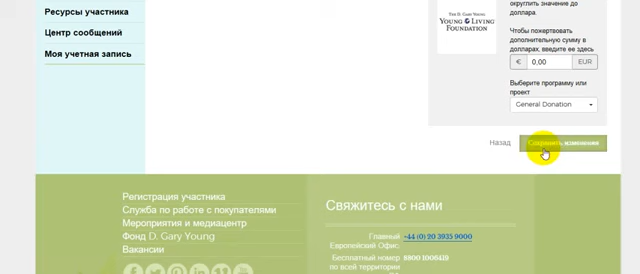 Ресурсы участника
Центр сообщений
Моя учетная запись
THE D. GARY YOUNG
YOUNG LIVING
FOUNDATION
округлить значение до
доллара.
Чтобы пожертвовать
дополнительную сумму в
долларах, введите ее здесь
€ 0,00 EUR
Выберите программу или
проект
General Donation
Назад
Сохранить изменения
Регистрация участника
Служба по работе с покупателями
Мероприятия и медиацентр
Фонд D. Gary Young
Вакансии
Свяжитесь с нами
Главный +44 (0) 20 3935 9000
Европейский Офис:
Бесплатный номер 8800 1006419
по всей территории